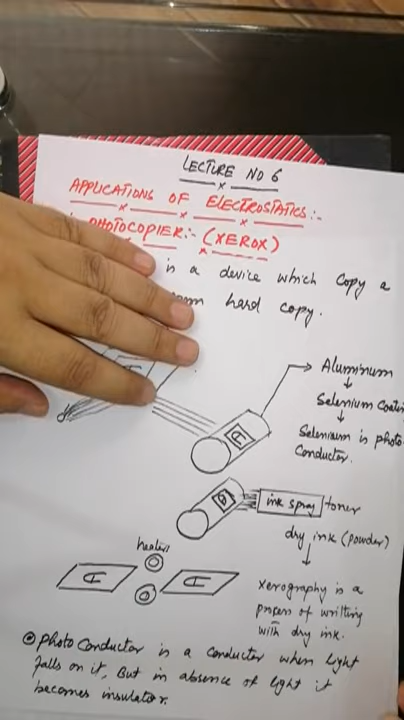 LECTURE NO 6
APPLICATIONS OF ELECTROSTATICS:-
PHOTOCOPIER:- (XEROX)
is a device which copy a
hard copy.
A
Aluminum
Selenium
Selenium is photo
Conductor.
ink spray toner
dry ink (powder)
heater
xerography is a
process of writting
with dry ink.
photo Conductor is a conductor when light
falls on it, But in absence of light it
becomes insulator.